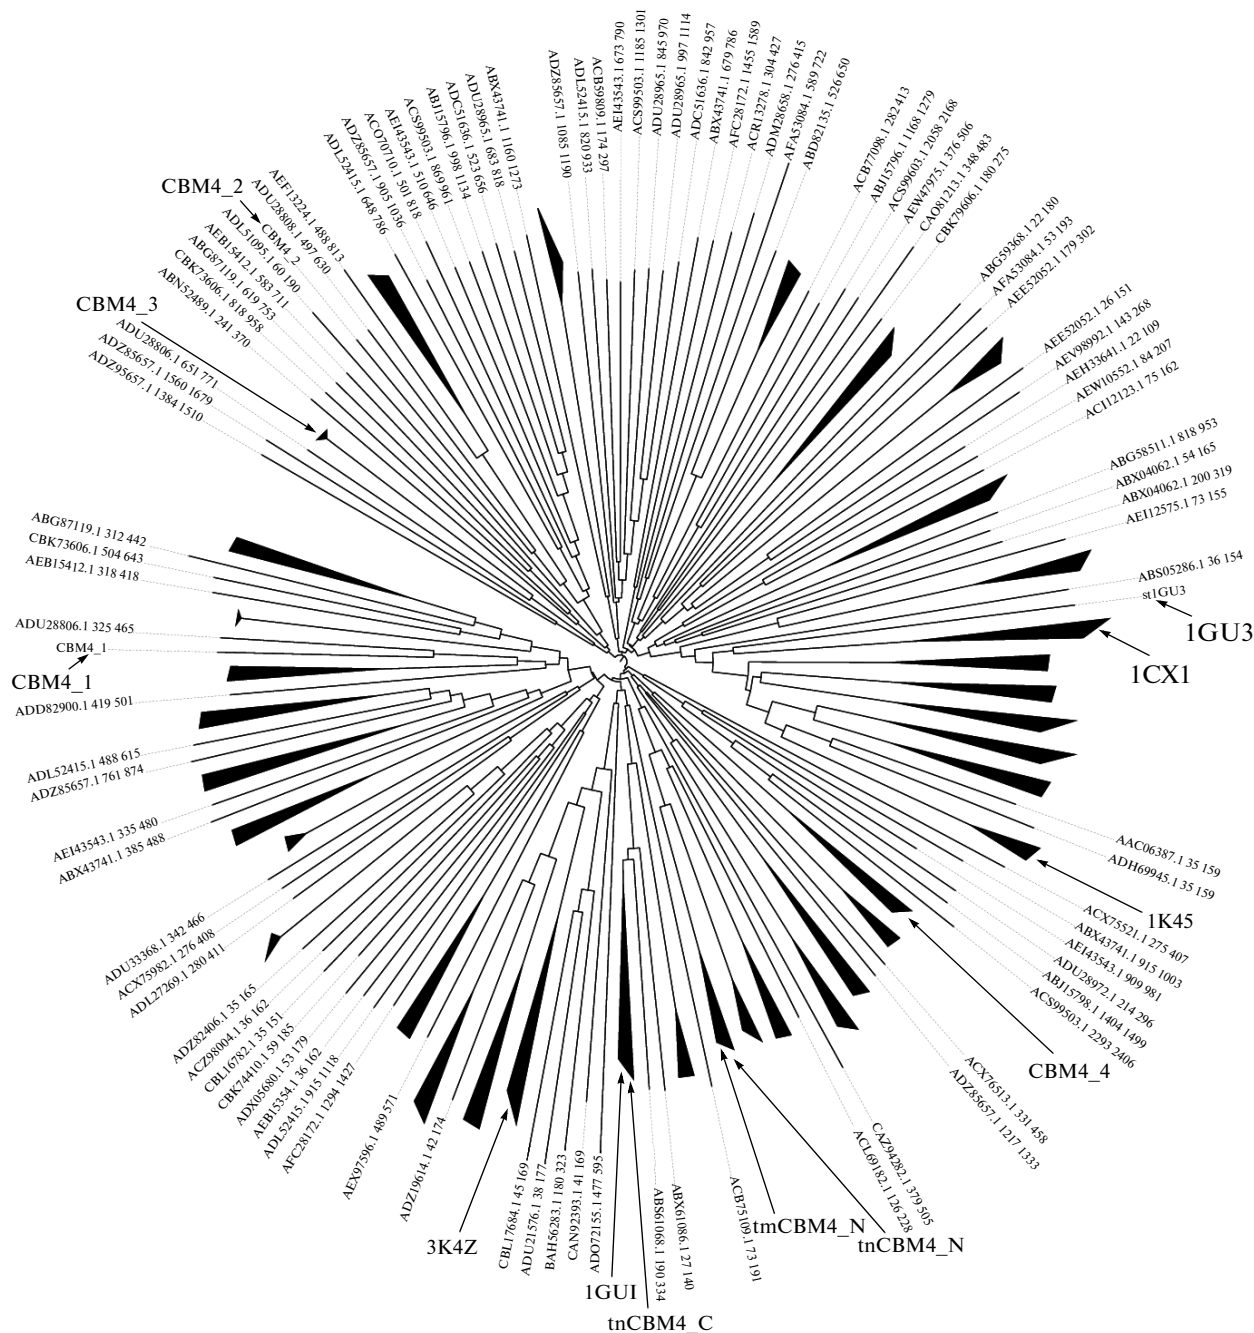 ADZ85657.1 1085 1190
ADL52415.1 820 933
ACB59809.1 174 297
AEI43543.1 673 790
ACS99503.1 1185 1301
ADU28965.1 845 970
ADU28965.1 997 1114
ADC51636.1 842 957
ABX43741.1 679 786
AFC28172.1 1455 1589
ACR13278.1 304 427
ADM28658.1 276 415
AFA53084.1 589 722
ABD82135.1 526 650
ACB77098.1 282 413
ABJ15796.1 1168 1279
ACS99603.1 2058 2168
AEW47975.1 376 506
CAO81213.1 348 483
CBK79606.1 180 275
ABG59368.1 22 180
AFA53084.1 53 193
AEE52052.1 179 302
AEE52052.1 26 151
AEV98992.1 143 268
AEH33641.1 22 109
AEW10552.1 84 207
ACI12123.1 75 162
ABG58511.1 818 953
ABX04062.1 54 165
ABX04062.1 200 319
AEI12575.1 73 155
ABS05286.1 36 154
st1GU3
1GU3
1CX1
AAC06387.1 35 159
ADH69945.1 35 159
1K45
ACX75521.1 275 407
ABX43741.1 915 1003
AEI43543.1 909 981
ADU28972.1 214 296
ABJ15798.1 1404 1499
ACS99503.1 2293 2406
CBM4_4
ACX76513.1 331 458
ADZ85657.1 1217 1333
CAZ94282.1 379 505
ACL69182.1 126 228
tnCBM4_N
tmCBM4_N
ACB75109.1 73 191
ABX61086.1 27 140
ABS61068.1 190 334
tnCBM4_C
1GUI
ADO72155.1 477 595
CAN92393.1 41 169
BAH56283.1 180 323
ADU21576.1 38 177
CBL17684.1 45 169
3K4Z
ADZ19614.1 42 174
AEX97596.1 489 571
AFC28172.1 1294 1427
ADL52415.1 915 1118
AEB15354.1 36 162
ADX05680.1 53 179
CBK74410.1 59 185
CBL16782.1 35 151
ACZ98004.1 36 162
ADZ82406.1 35 165
ADL27269.1 280 411
ACX75982.1 276 408
ADU33368.1 342 466
ABX43741.1 385 488
AEI43543.1 335 480
ADZ85657.1 761 874
ADL52415.1 488 615
ADD82900.1 419 501
CBM4_1
CBM4_1
ADU28806.1 325 465
AEB15412.1 318 418
CBK73606.1 504 643
ABG87119.1 312 442
ADZ95657.1 1384 1510
ADZ85657.1 1560 1679
ADU28806.1 651 771
CBM4_3
ABN52489.1 241 370
CBK73606.1 818 958
ABG87119.1 619 753
AEB15412.1 583 711
ADL51095.1 60 190
CBM4_2
CBM4_2
ADU28808.1 497 630
AEF13224.1 488 813
ADL52415.1 648 786
ADZ85657.1 905 1036
ACO70710.1 501 818
AEI43543.1 510 646
ACS99503.1 869 961
ABJ15796.1 998 1134
ADC51636.1 523 656
ADU28965.1 683 818
ABX43741.1 1160 1273